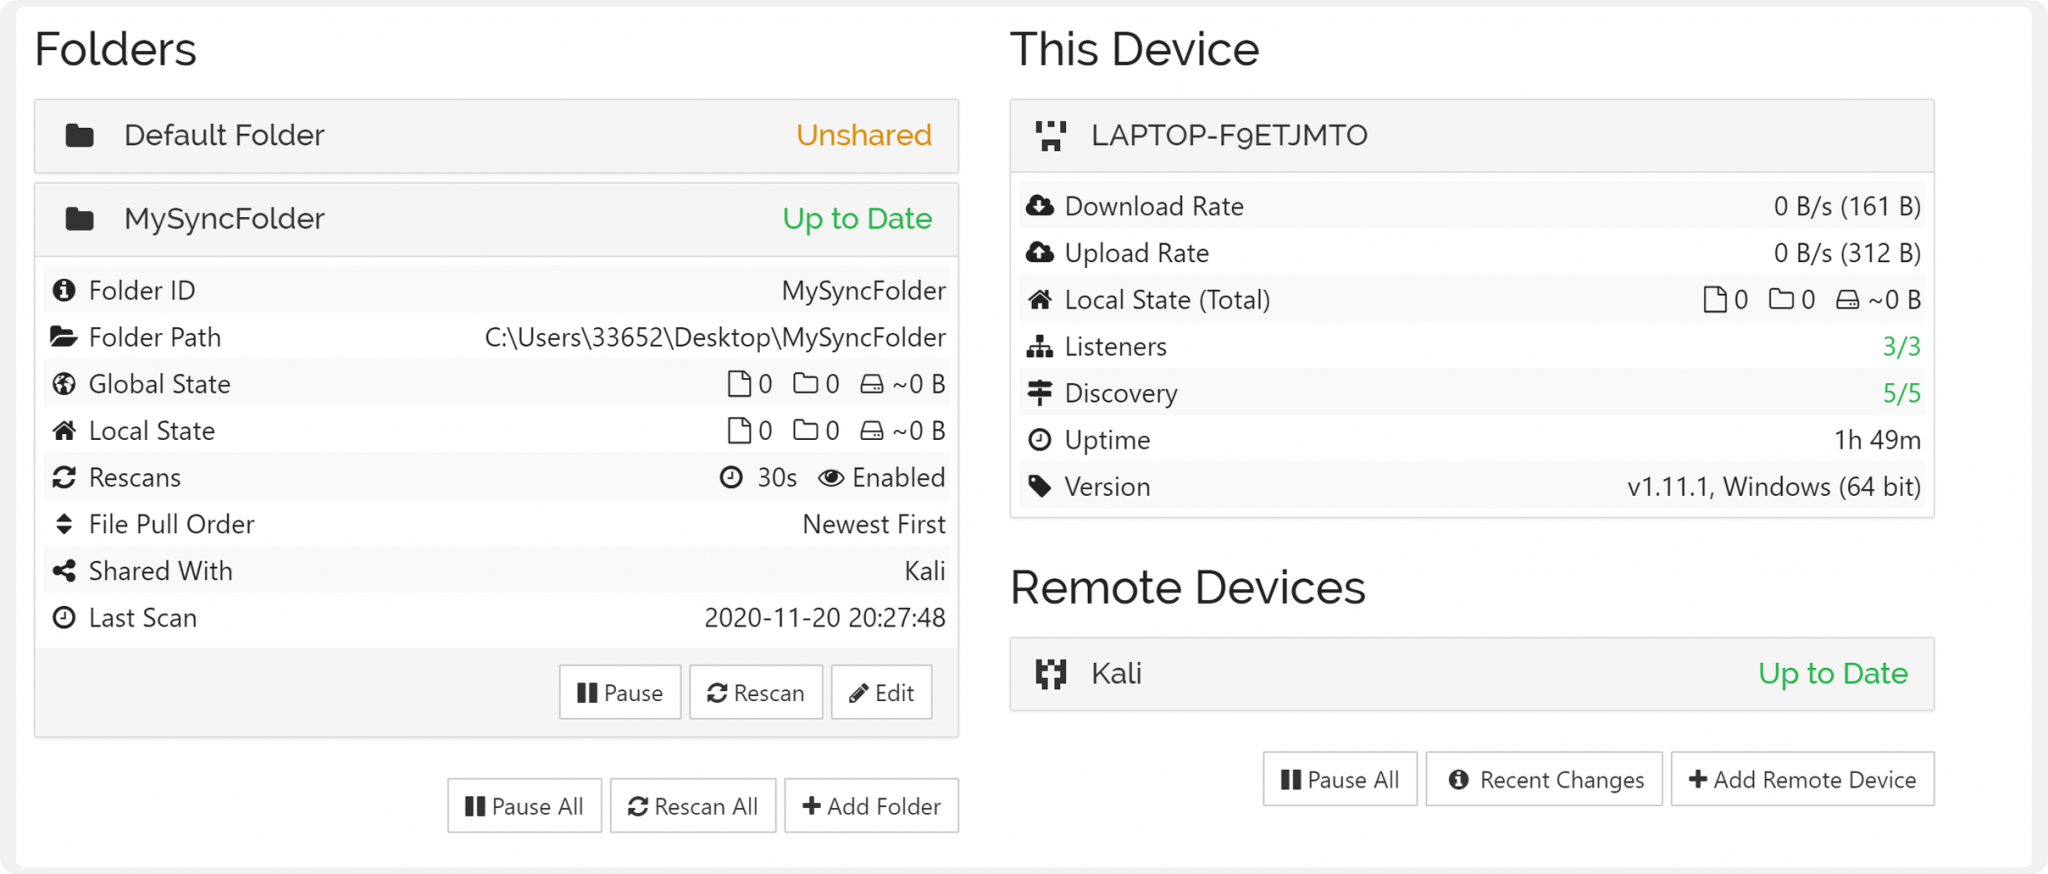 Folders
Default Folder Unshared
MySyncFolder Up to Date
Folder ID MySyncFolder
Folder Path C:\Users\33652\Desktop\MySyncFolder
Global State 0 0 ~0 B
Local State 0 0 ~0 B
Rescans 30s Enabled
File Pull Order Newest First
Shared With Kali
Last Scan 2020-11-20 20:27:48
Pause Rescan Edit
Pause All Rescan All Add Folder
This Device
LAPTOP-F9ETJMTO
Download Rate 0 B/s (161 B)
Upload Rate 0 B/s (312 B)
Local State (Total) 0 0 ~0 B
Listeners 3/3
Discovery 5/5
Uptime 1h 49m
Version v1.11.1, Windows (64 bit)
Remote Devices
Kali Up to Date
Pause All Recent Changes Add Remote Device